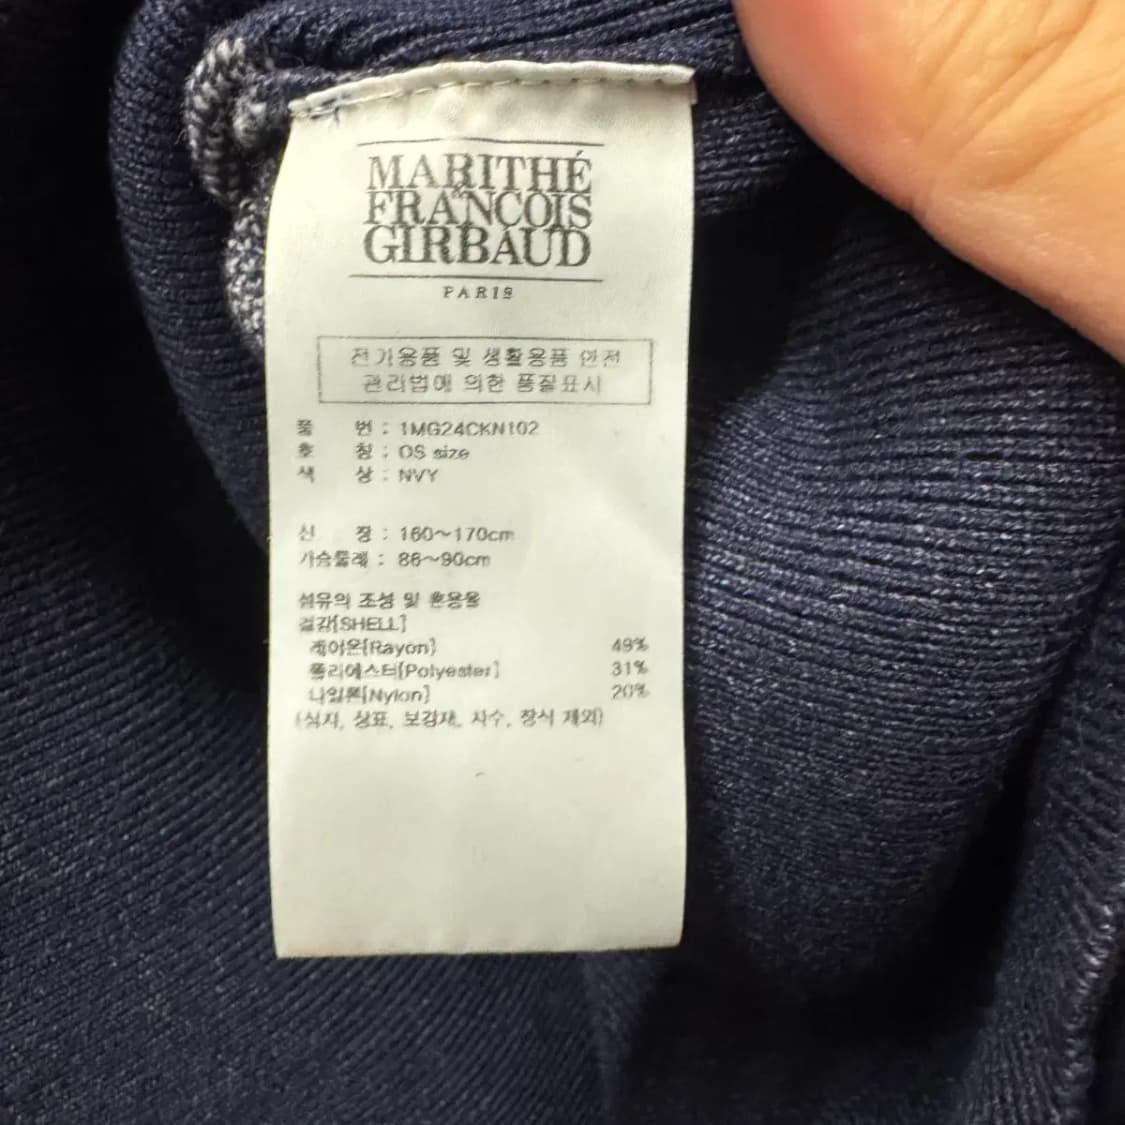 MARITHÉ
&
FRANÇOIS
GIRBAUD
PARIS
전기용품 및 생활용품 안전
관리법에 의한 품질표시
품 번 : 1MG24CKN102
호 칭 : OS size
색 상 : NVY
신 장 : 160~170cm
가슴둘레 : 86~90cm
섬유의 조성 및 혼용율
겉감[SHELL]
레이온[Rayon] 49%
폴리에스터[Polyester] 31%
나일론[Nylon] 20%
(심지, 상표, 보강재, 자수, 장식 제외)